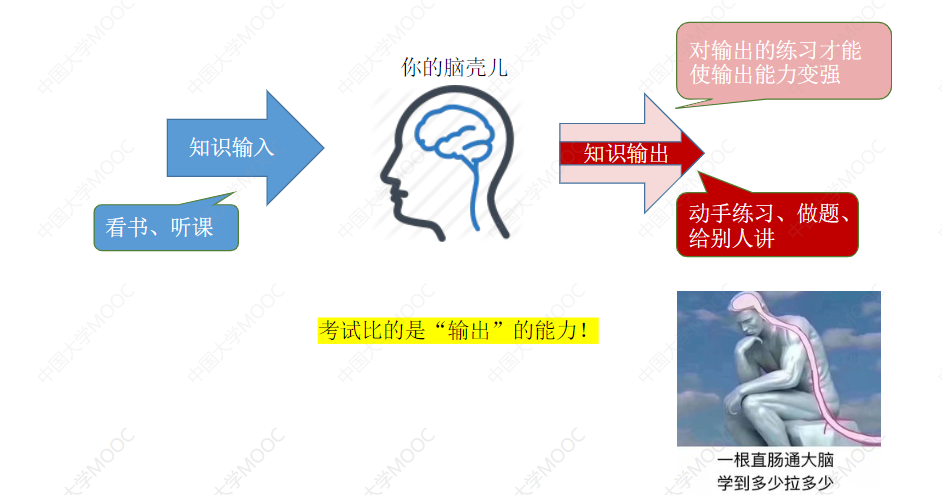 你的脑壳儿
知识输入
看书、听课
知识输出
对输出的练习才能
使输出能力变强
动手练习、做题、
给别人讲
考试比的是“输出”的能力！
一根直肠通大脑
学到多少拉多少
中国大学MOOC